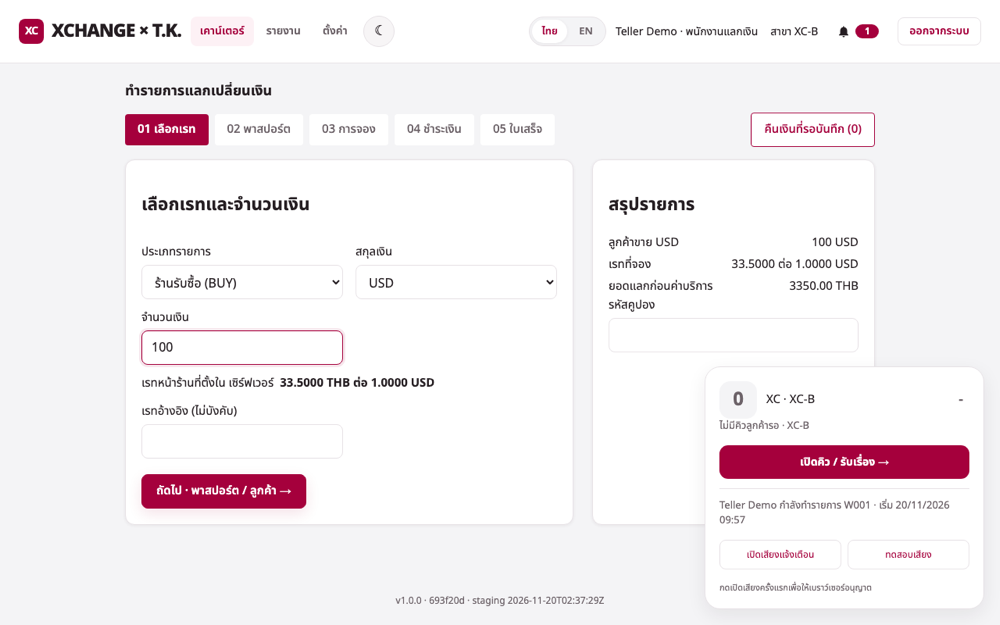 XC XCHANGE × T.K. เคาน์เตอร์ รายงาน ตั้งค่า ไทย EN Teller Demo · พนักงานแลกเงิน สาขา XC-B 1 ออกจากระบบ
ทำรายการแลกเปลี่ยนเงิน
01 เลือกเรท 02 พาสปอร์ต 03 การจอง 04 ชำระเงิน 05 ใบเสร็จ คืนเงินที่รอบันทึก (0)
เลือกเรทและจำนวนเงิน
ประเภทรายการ สกุลเงิน
ร้านรับซื้อ (BUY) USD
จำนวนเงิน
100
เรทหน้าร้านที่ตั้งใน เซิร์ฟเวอร์ 33.5000 THB ต่อ 1.0000 USD
เรทอ้างอิง (ไม่บังคับ)
ถัดไป · พาสปอร์ต / ลูกค้า →
สรุปรายการ
ลูกค้าขาย USD 100 USD
เรทที่จอง 33.5000 ต่อ 1.0000 USD
ยอดแลกก่อนค่าบริการ 3350.00 THB
รหัสคูปอง
0 XC · XC-B -
ไม่มีคิวลูกค้ารอ · XC-B
เปิดคิว / รับเรื่อง →
Teller Demo กำลังทำรายการ W001 · เริ่ม 20/11/2026
09:57
เปิดเสียงแจ้งเตือน ทดสอบเสียง
กดเปิดเสียงครั้งแรกเพื่อให้เบราว์เซอร์อนุญาต
v1.0.0 · 693f20d · staging 2026-11-20T02:37:29Z